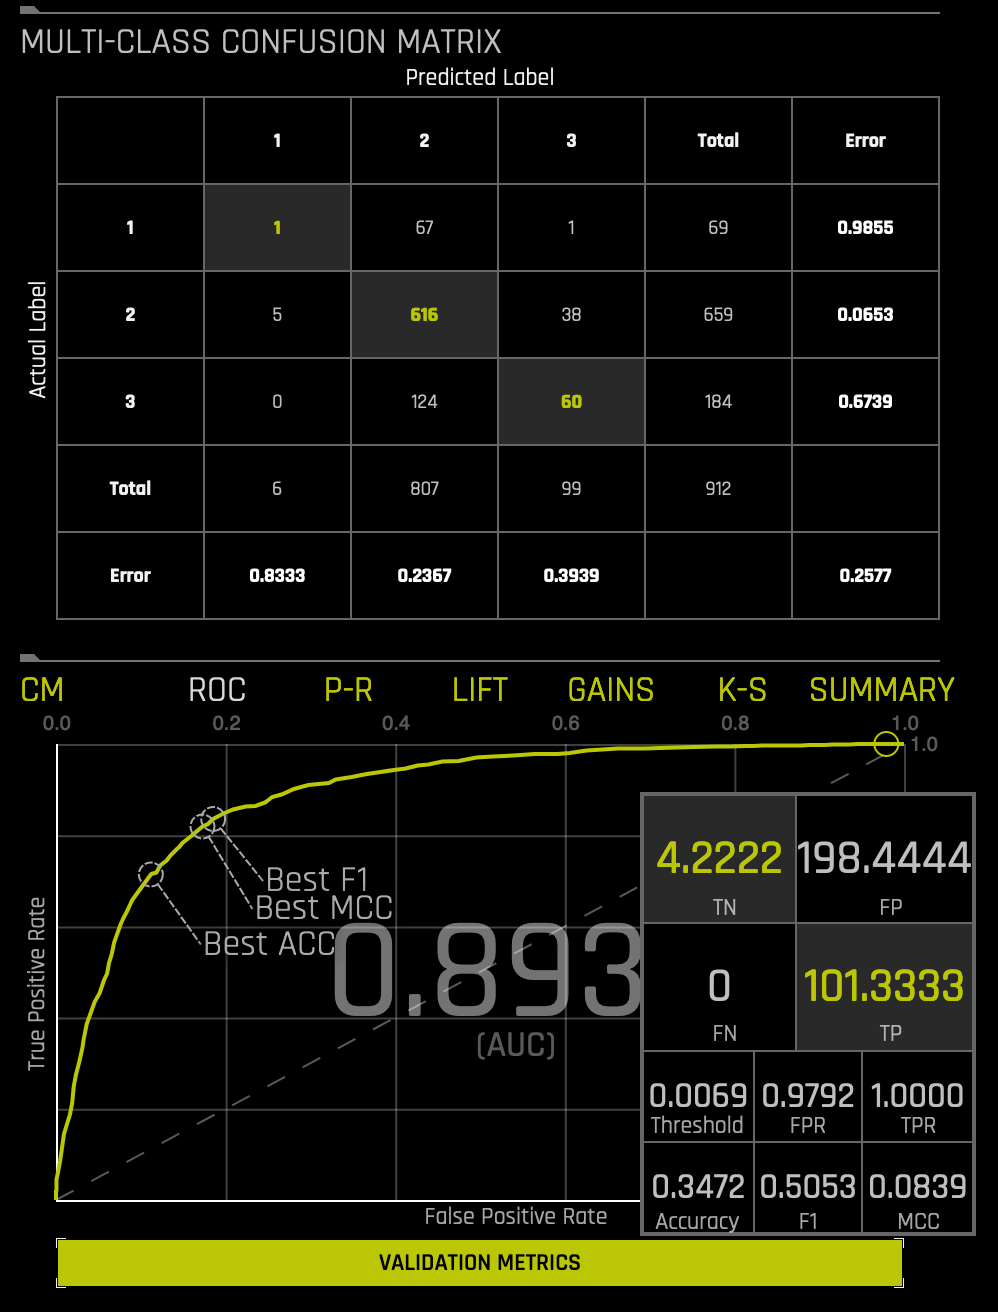 MULTI-CLASS CONFUSION MATRIX
Predicted Label
1 2 3 Total Error
1 1 67 1 69 0.9855
Actual Label
2 5 616 38 659 0.0653
3 0 124 60 184 0.6739
Total 6 807 99 912
Error 0.8333 0.2367 0.3939 0.2577
CM ROC P-R LIFT GAINS K-S SUMMARY
0.0 0.2 0.4 0.6 0.8 1.0
1.0
4.2222 198.4444
TN FP
Best F1
Best MCC
Best ACC
0.893
(AUC)
True Positive Rate
0 101.3333
FN TP
0.0069 0.9792 1.0000
Threshold FPR TPR
0.3472 0.5053 0.0839
Accuracy F1 MCC
False Positive Rate
VALIDATION METRICS